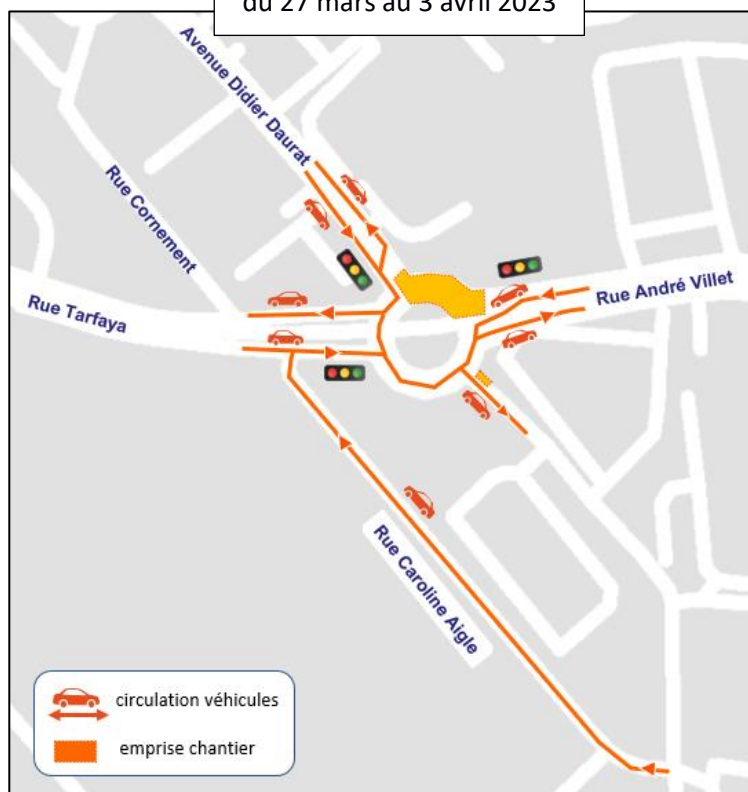 du 27 mars au 3 avril 2023
Avenue Didier Daurat
Rue Cornement
Rue Tarfaya
Rue André Villet
Rue Caroline Aigle
circulation véhicules
emprise chantier